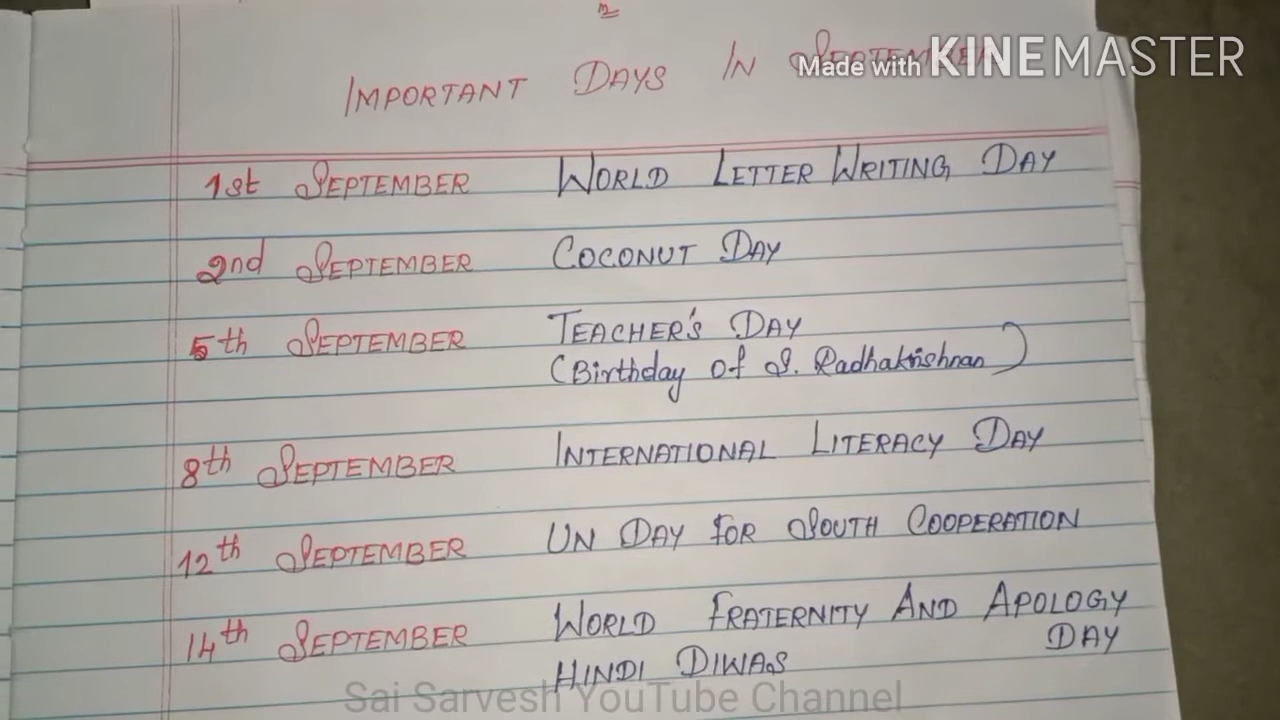 IMPORTANT DAYS IN SEPTEMBER
Made with KINEMASTER
1st SEPTEMBER WORLD LETTER WRITING DAY
2nd SEPTEMBER COCONUT DAY
5th SEPTEMBER TEACHER'S DAY
(Birthday of S. Radhakrishnan)
8th SEPTEMBER INTERNATIONAL LITERACY DAY
12th SEPTEMBER UN DAY FOR SOUTH COOPERATION
14th SEPTEMBER WORLD FRATERNITY AND APOLOGY
DAY
HINDI DIWAS
Sai Sarvesh YouTube Channel